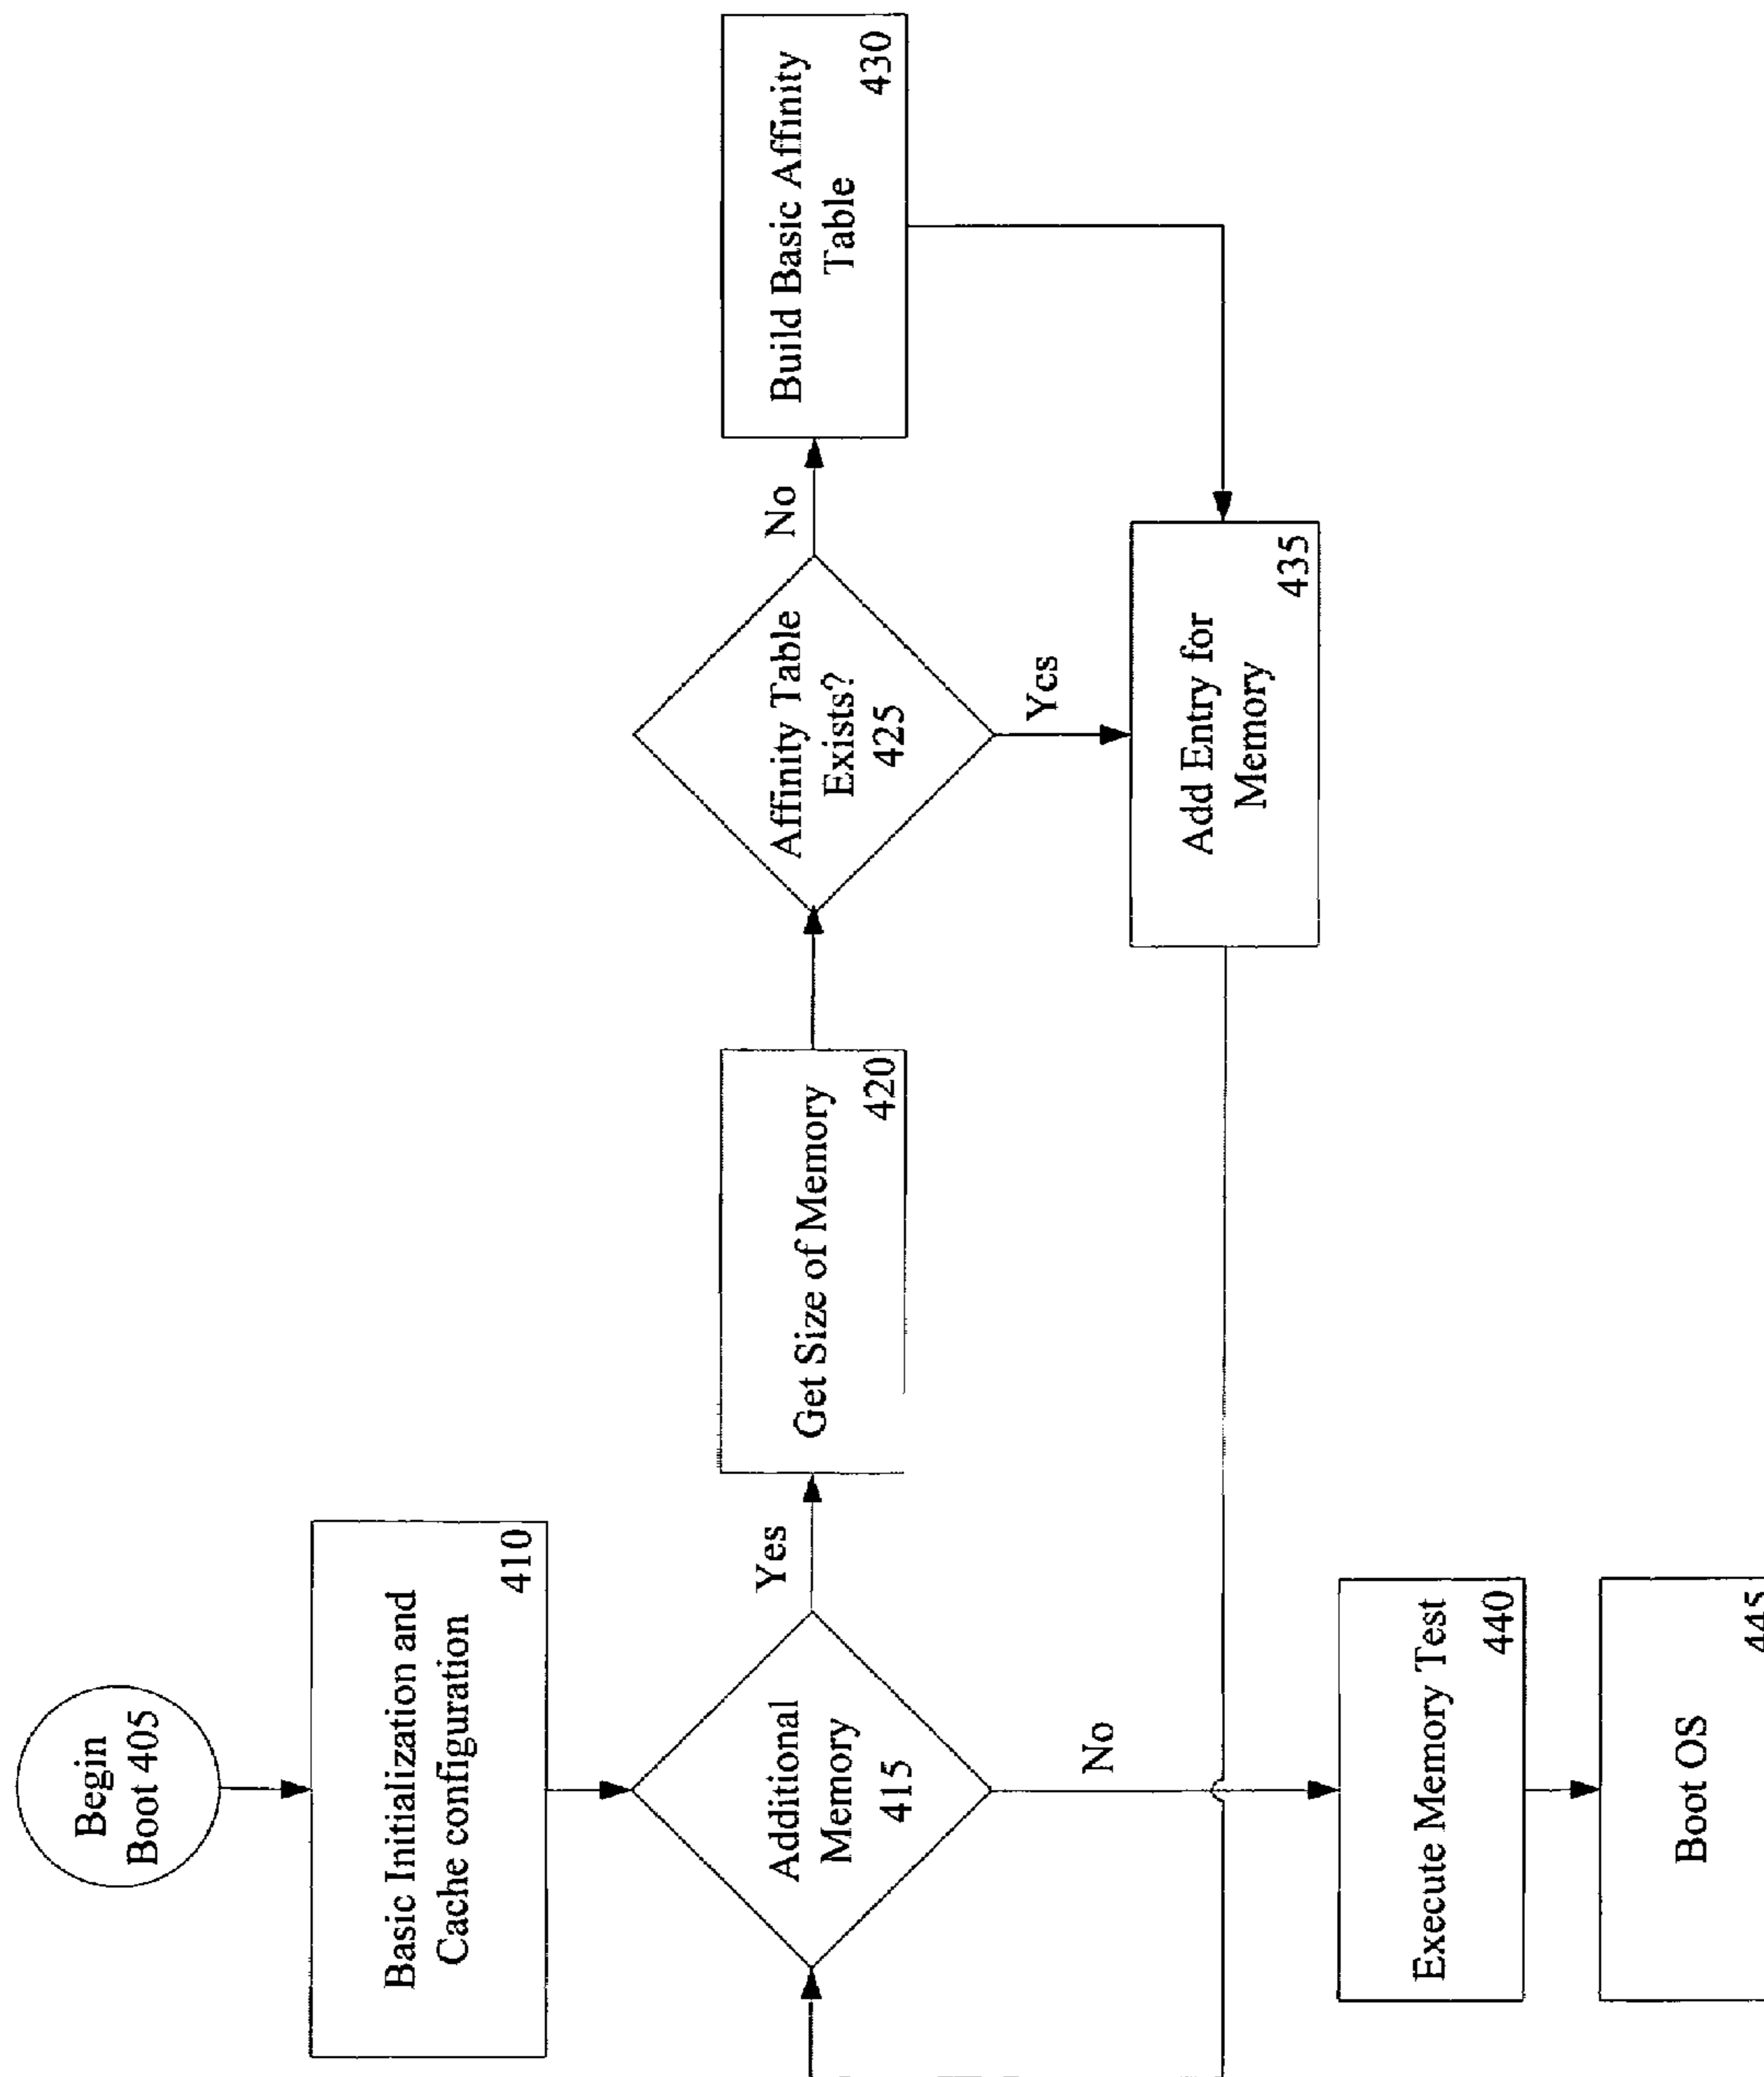 Begin
Boot 405
Basic Initialization and
Cache configuration
410
Additional
Memory
415
Yes
No
Get Size of Memory
420
Affinity Table
Exists?
425
No
Yes
Build Basic Affinity
Table
430
Add Entry for
Memory
435
Execute Memory Test
440
Boot OS
445